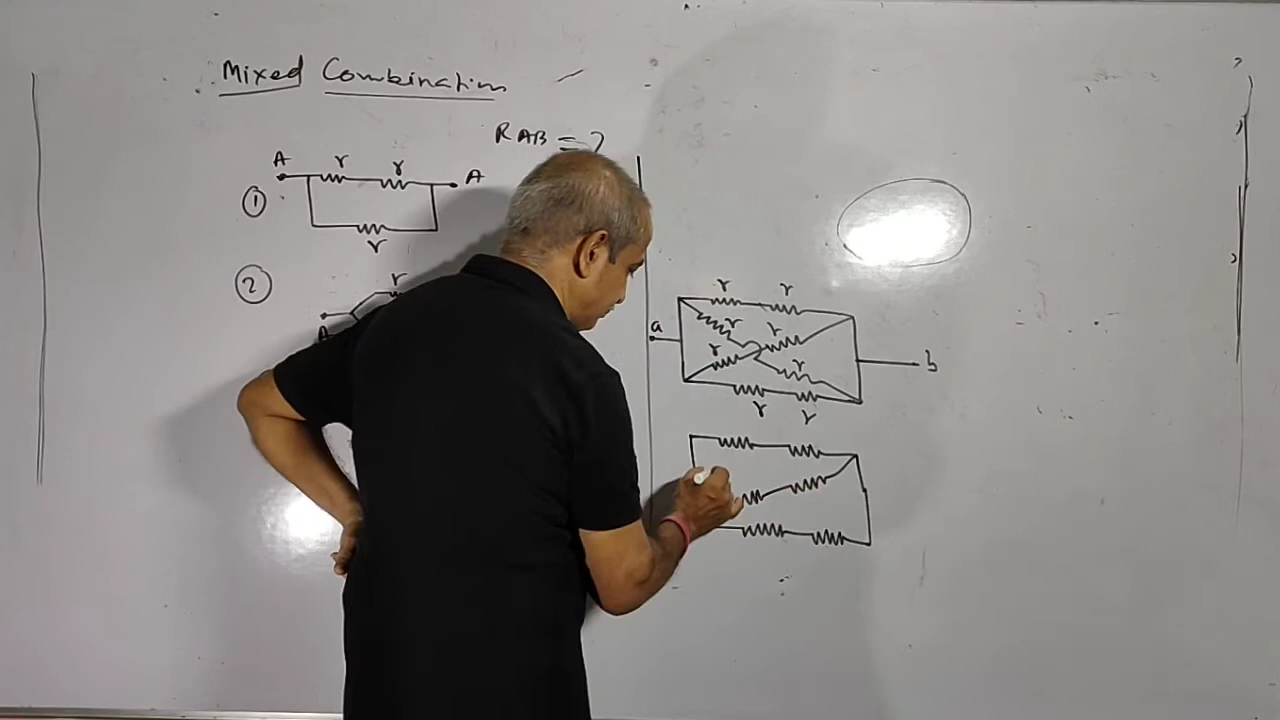 Mixed Combination
RAB = ?
A r r A
① r
② r
A
r r
a r r
r r b
r r